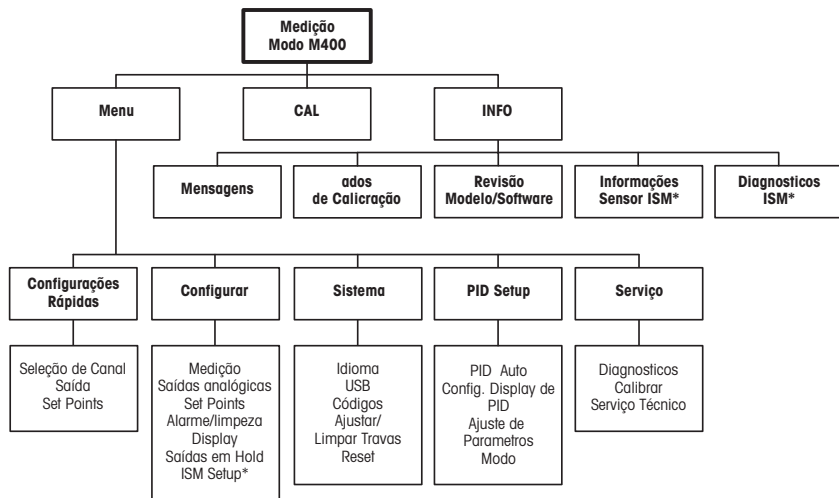 Medição
Modo M400
Menu
CAL
INFO
Mensagens
ados
de Calicração
Revisão
Modelo/Software
Informações
Sensor ISM*
Diagnosticos
ISM*
Configurações
Rápidas
Configurar
Sistema
PID Setup
Serviço
Seleção de Canal
Saída
Set Points
Medição
Saídas analógicas
Set Points
Alarme/limpeza
Display
Saídas em Hold
ISM Setup*
Idioma
USB
Códigos
Ajustar/
Limpar Travas
Reset
PID Auto
Config. Display de
PID
Ajuste de
Parametros
Modo
Diagnosticos
Calibrar
Serviço Técnico